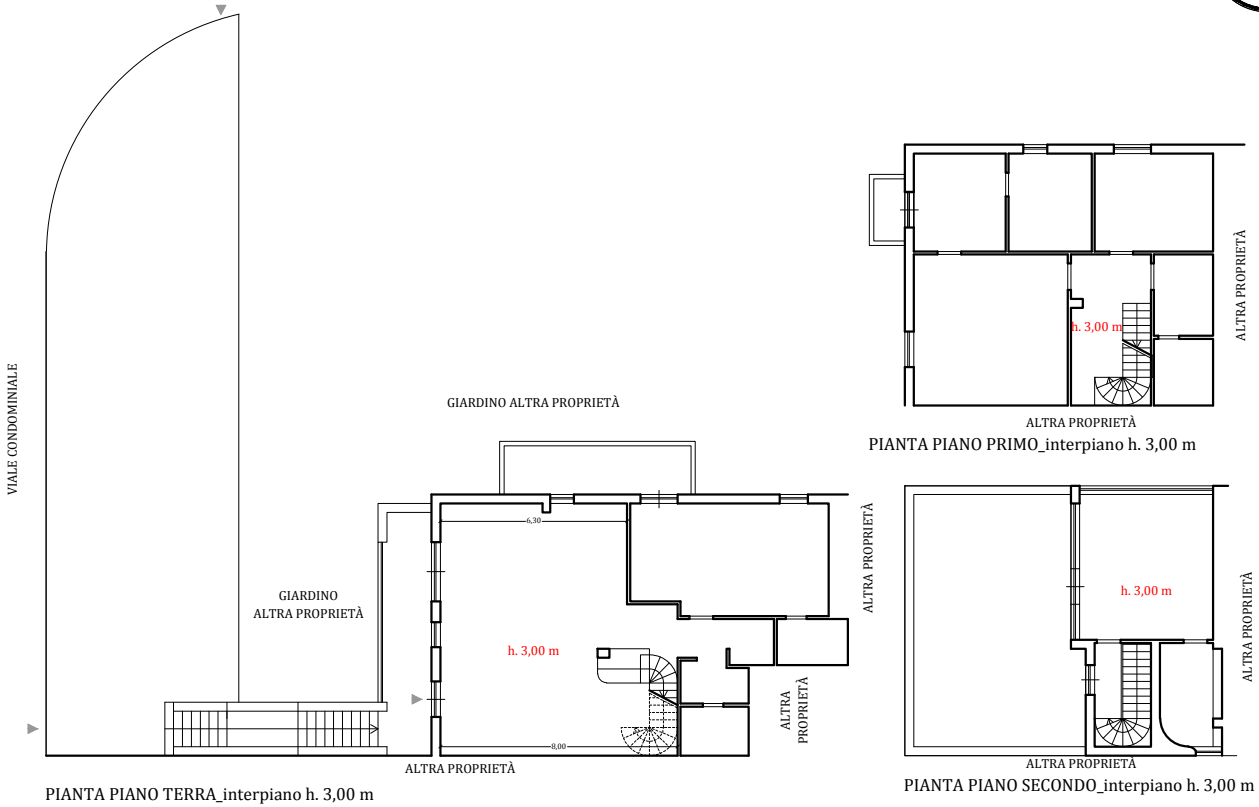 VIALE CONDOMINIALE
GIARDINO ALTRA PROPRIETÀ
GIARDINO
ALTRA PROPRIETÀ
6,30
h. 3,00 m
8,00
ALTRA PROPRIETÀ
ALTRA
PROPRIETÀ
ALTRA PROPRIETÀ
PIANTA PIANO TERRA_interpiano h. 3,00 m
h. 3,00 m
ALTRA PROPRIETÀ
ALTRA PROPRIETÀ
PIANTA PIANO PRIMO_interpiano h. 3,00 m
h. 3,00 m
ALTRA PROPRIETÀ
ALTRA PROPRIETÀ
PIANTA PIANO SECONDO_interpiano h. 3,00 m